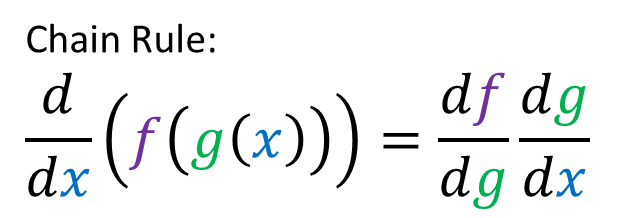 Chain Rule:
d/dx (f(g(x))) = df/dg dg/dx